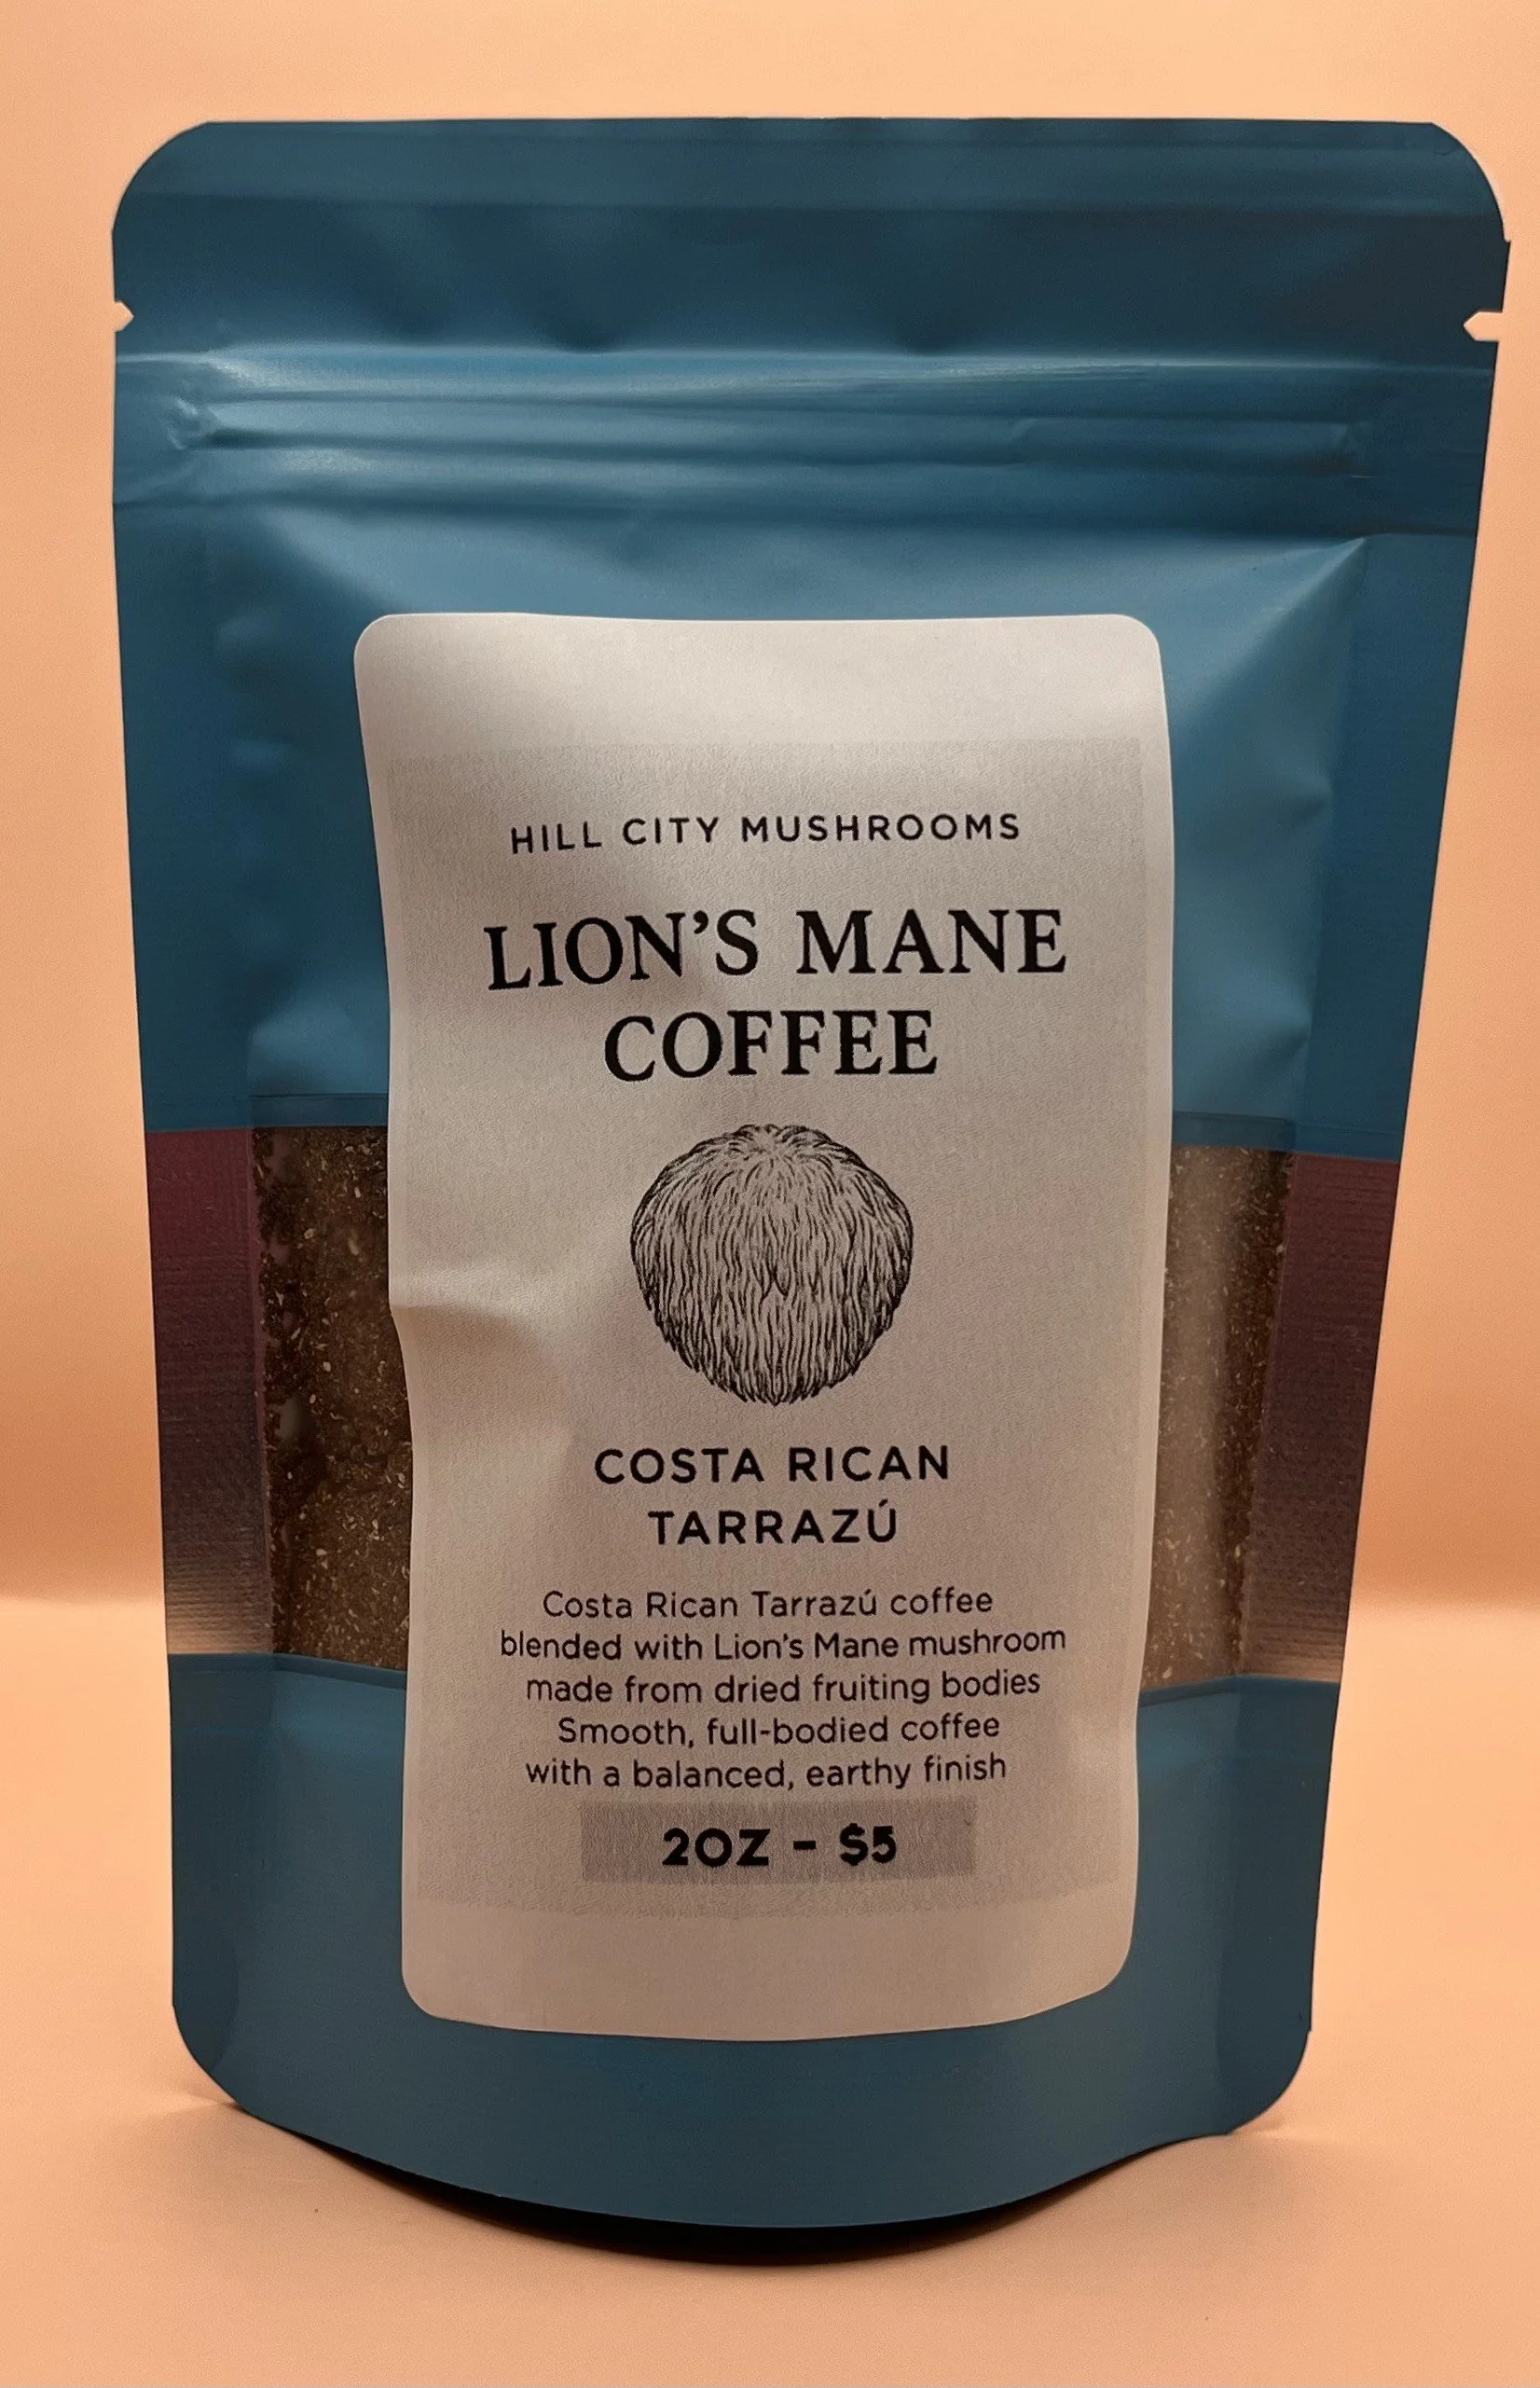 HILL CITY MUSHROOMS
LION'S MANE
COFFEE
COSTA RICAN
TARRAZÚ
Costa Rican Tarrazú coffee
blended with Lion's Mane mushroom
made from dried fruiting bodies
Smooth, full-bodied coffee
with a balanced, earthy finish
2OZ - $5